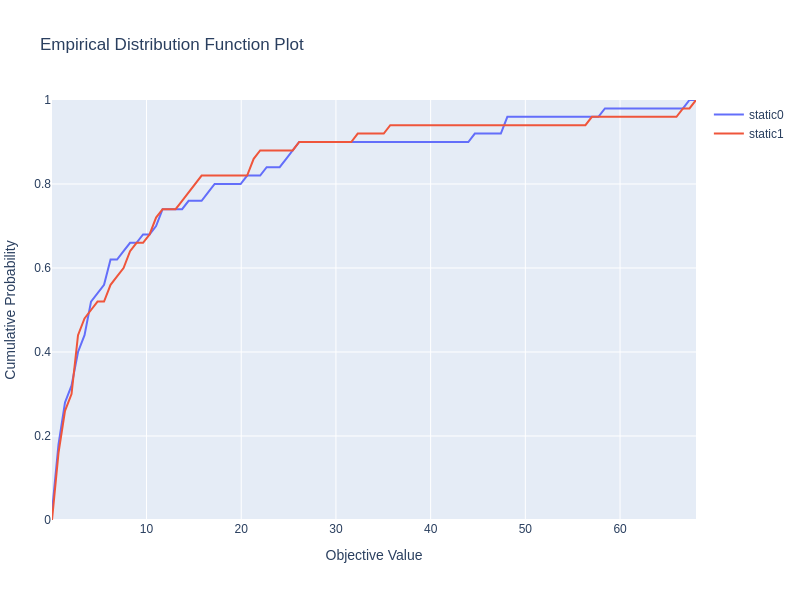 Empirical Distribution Function Plot
1
0.8
0.6
0.4
0.2
0
10
20
30
40
50
60
Objective Value
Cumulative Probability
static0
static1